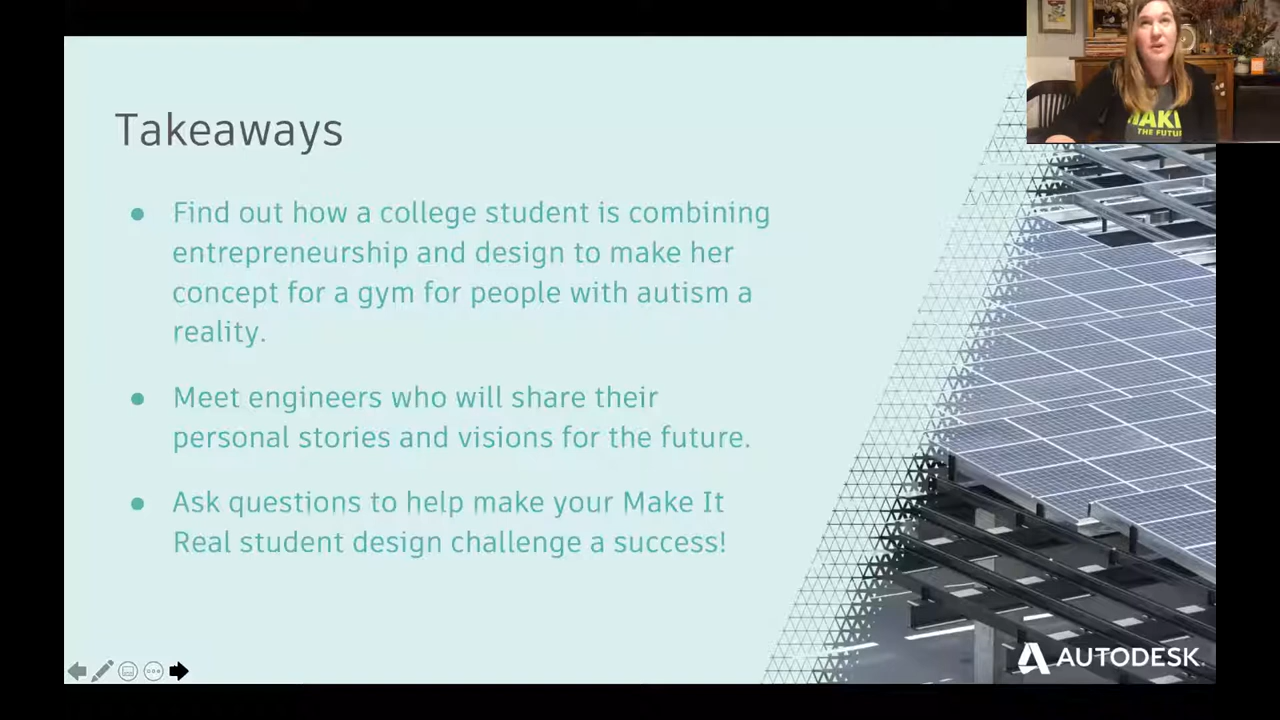 Takeaways
● Find out how a college student is combining
entrepreneurship and design to make her
concept for a gym for people with autism a
reality.
● Meet engineers who will share their
personal stories and visions for the future.
● Ask questions to help make your Make It
Real student design challenge a success!
AUTODESK
THE FUTU